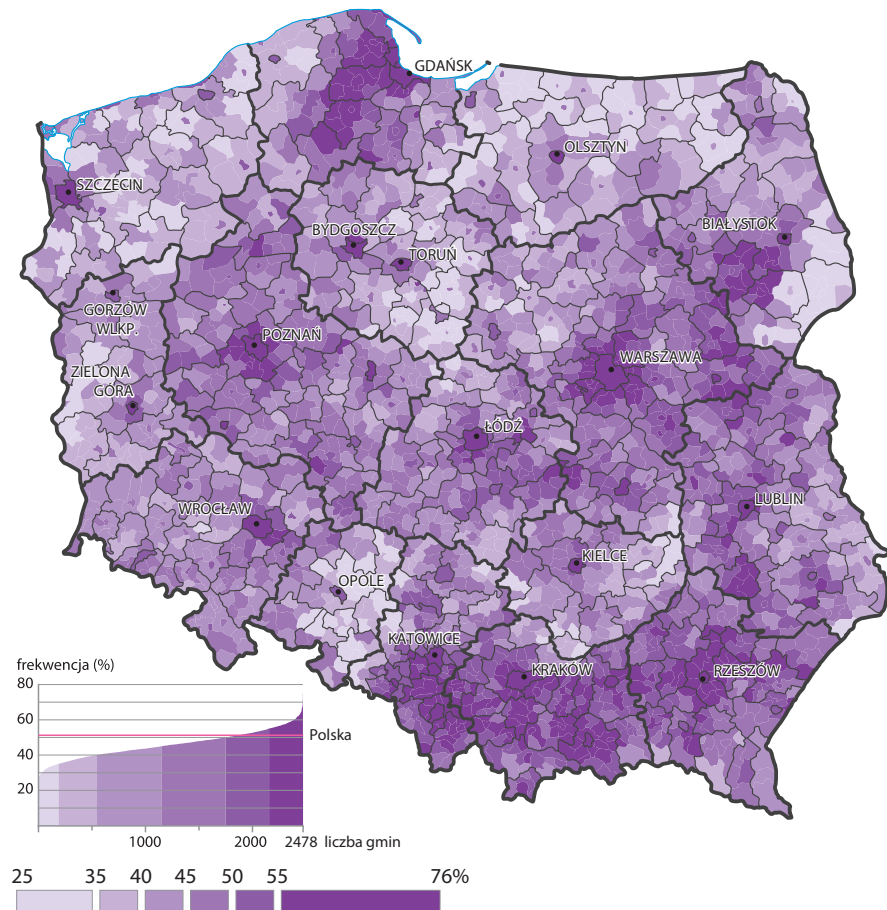 GDAŃSK
OLSZTYN
SZCZECIN
BIAŁYSTOK
BYDGOSZCZ
TORUŃ
GORZÓW
WLKP.
POZNAŃ
WARSZAWA
ZIELONA
GÓRA
ŁÓDŹ
WROCŁAW
LUBLIN
KIELCE
OPOLE
KATOWICE
KRAKÓW
RZESZÓW
frekwencja (%)
80
60
Polska
40
20
1000 2000 2478 liczba gmin
25 35 40 45 50 55 76%